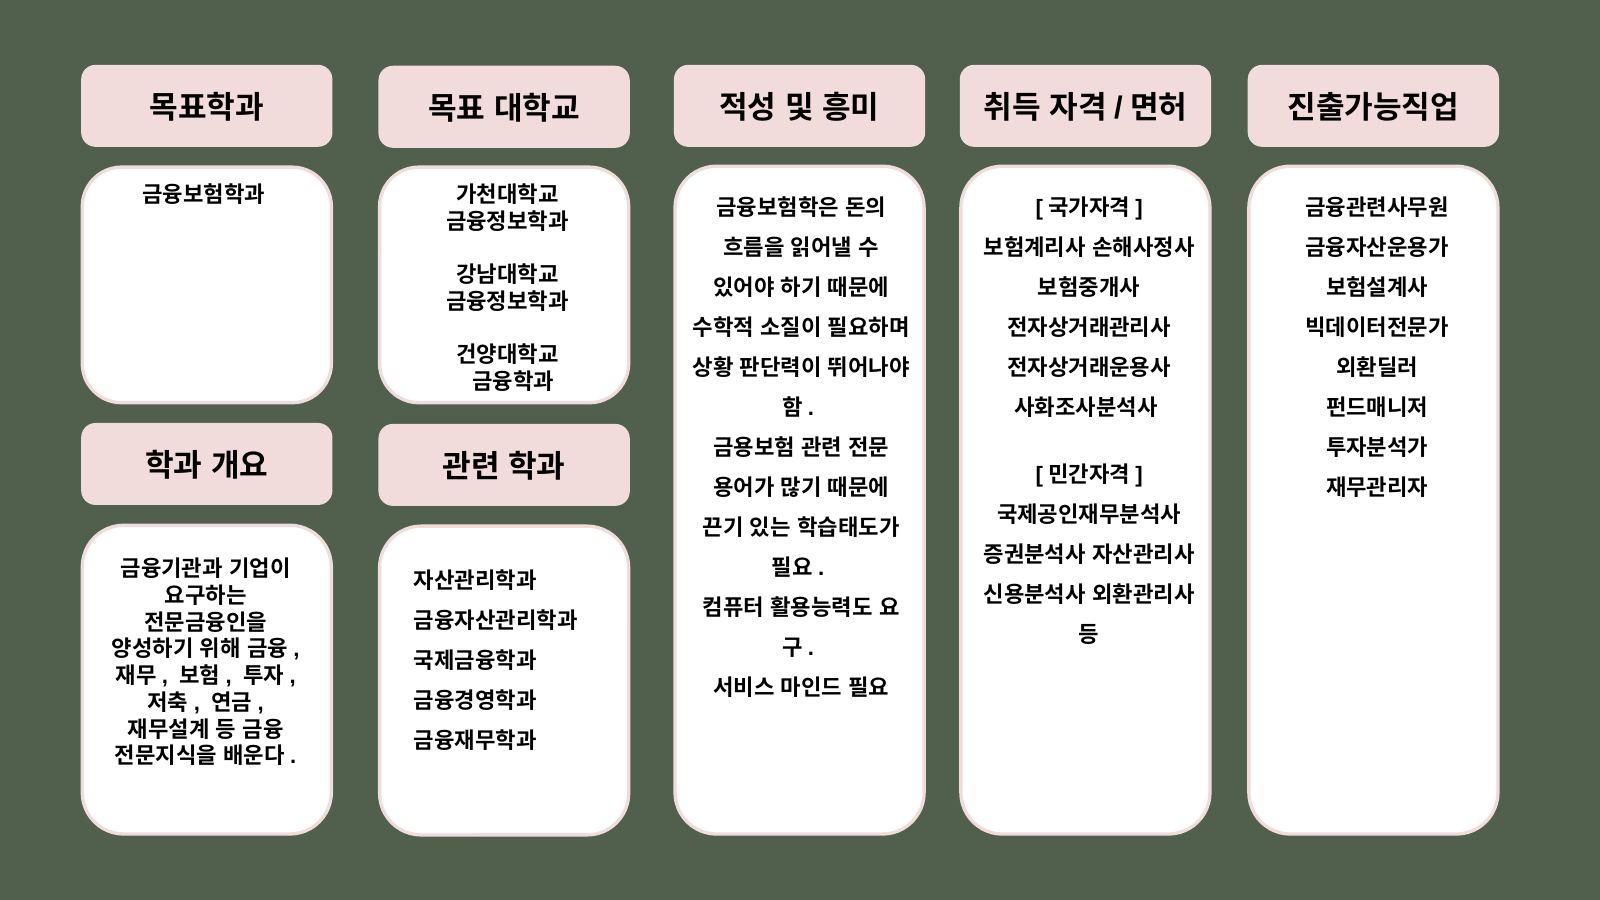 목표학과
금융보험학과
학과 개요
금융기관과 기업이
요구하는
전문금융인을
양성하기 위해 금융 ,
재무 , 보험 , 투자 ,
저축 , 연금 ,
재무설계 등 금융
전문지식을 배운다 .
목표 대학교
가천대학교
금융정보학과
강남대학교
금융정보학과
건양대학교
금융학과
관련 학과
자산관리학과
금융자산관리학과
국제금융학과
금융경영학과
금융재무학과
적성 및 흥미
금융보험학은 돈의
흐름을 읽어낼 수
있어야 하기 때문에
수학적 소질이 필요하며
상황 판단력이 뛰어나야
함 .
금용보험 관련 전문
용어가 많기 때문에
끈기 있는 학습태도가
필요 .
컴퓨터 활용능력도 요
구 .
서비스 마인드 필요
취득 자격 / 면허
[ 국가자격 ]
보험계리사 손해사정사
보험중개사
전자상거래관리사
전자상거래운용사
사화조사분석사
[ 민간자격 ]
국제공인재무분석사
증권분석사 자산관리사
신용분석사 외환관리사
등
진출가능직업
금융관련사무원
금융자산운용가
보험설계사
빅데이터전문가
외환딜러
펀드매니저
투자분석가
재무관리자